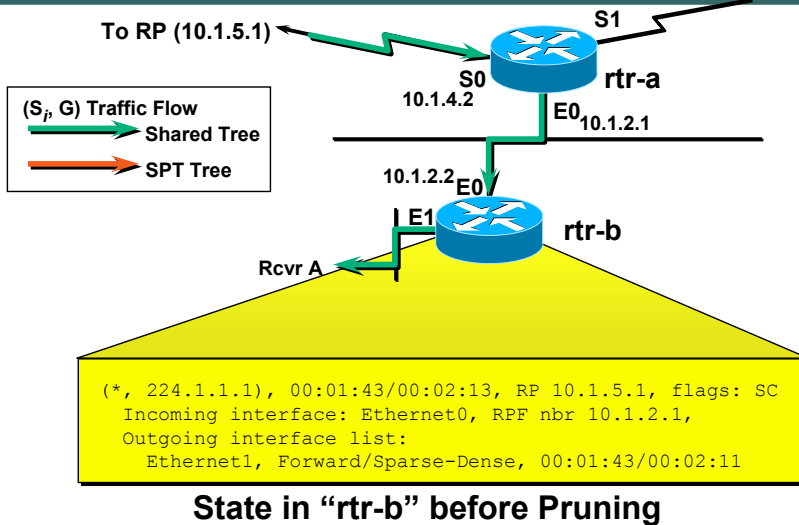 To RP (10.1.5.1)
S1
S0
rtr-a
10.1.4.2
(Si, G) Traffic Flow
Shared Tree
SPT Tree
E0
10.1.2.1
10.1.2.2
E0
E1
rtr-b
Rcvr A
(*, 224.1.1.1), 00:01:43/00:02:13, RP 10.1.5.1, flags: SC
Incoming interface: Ethernet0, RPF nbr 10.1.2.1,
Outgoing interface list:
Ethernet1, Forward/Sparse-Dense, 00:01:43/00:02:11
State in “rtr-b” before Pruning